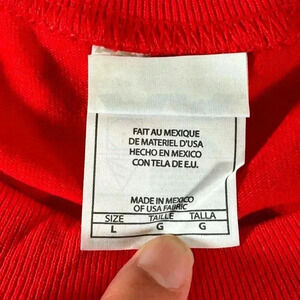 FAIT AU MEXIQUE
DE MATERIEL D'USA
HECHO EN MEXICO
CON TELA DE E.U.
MADE IN MEXICO
OF USA FABRIC
SIZE TAILLE TALLA
L G G